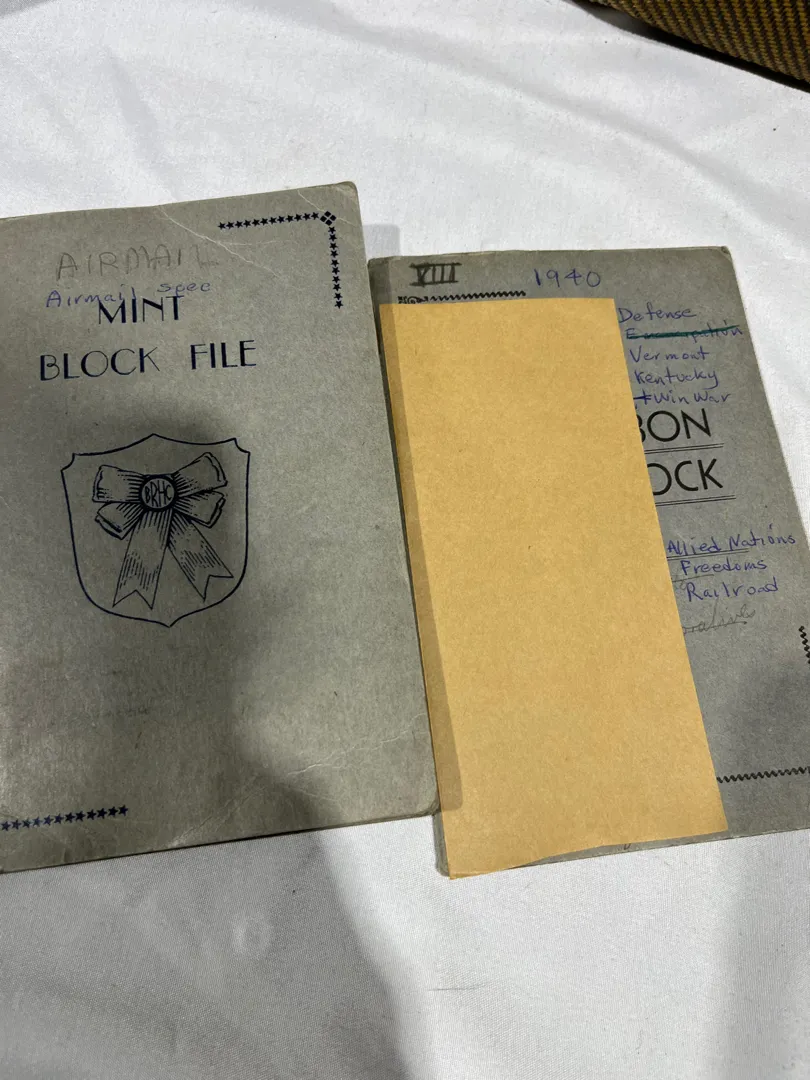 AIRMAIL
Airmail spec
MINT
BLOCK FILE
BRHC
VIII 1940
Defense
Vermont
Kentucky
+ Win War
BON
OCK
Allied Nations
Freedoms
Railroad